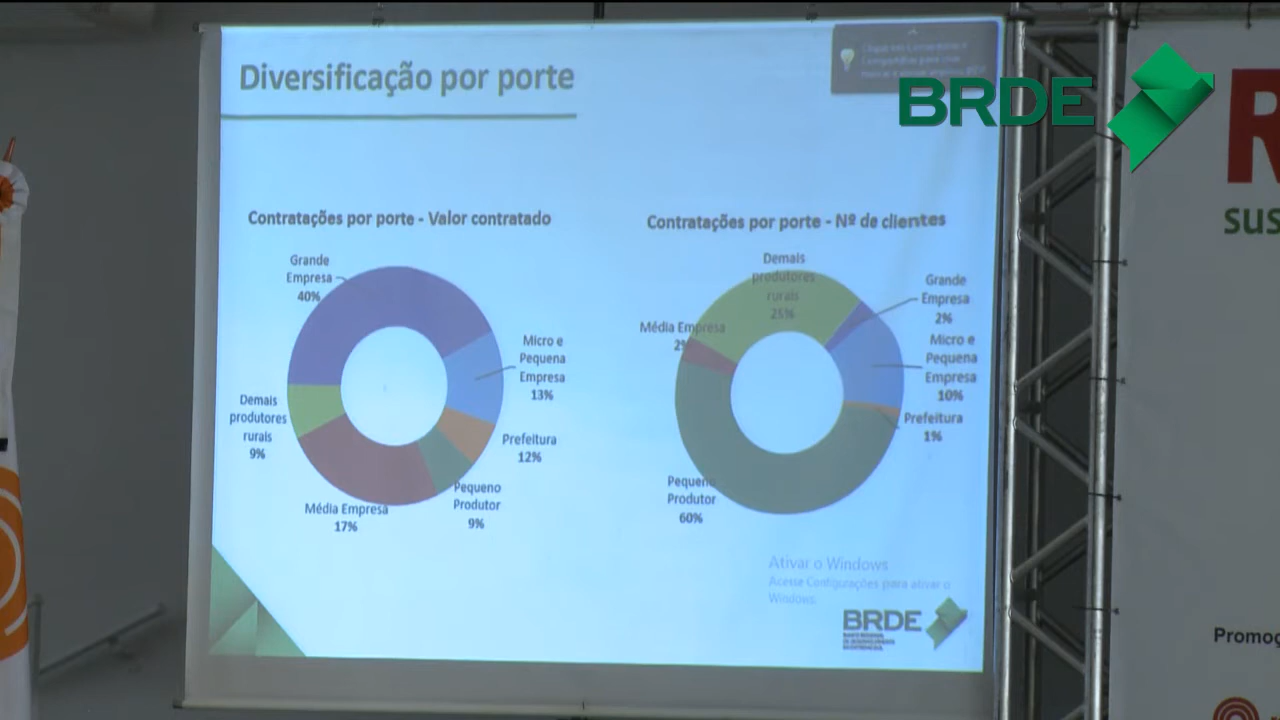 Diversificação por porte
BRDE
Contratações por porte - Valor contratado
Grande
Empresa
40%
Micro e
Pequena
Empresa
13%
Prefeitura
12%
Pequeno
Produtor
9%
Média Empresa
17%
Demais
produtores
rurais
9%
Contratações por porte - Nº de clientes
Demais
produtores
rurais
25%
Grande
Empresa
2%
Micro e
Pequena
Empresa
10%
Prefeitura
1%
Pequeno
Produtor
60%
Média Empresa
2%
Ativar o Windows
Acesse Configurações para ativar o
Windows.
BRDE
R
sus
Promoç